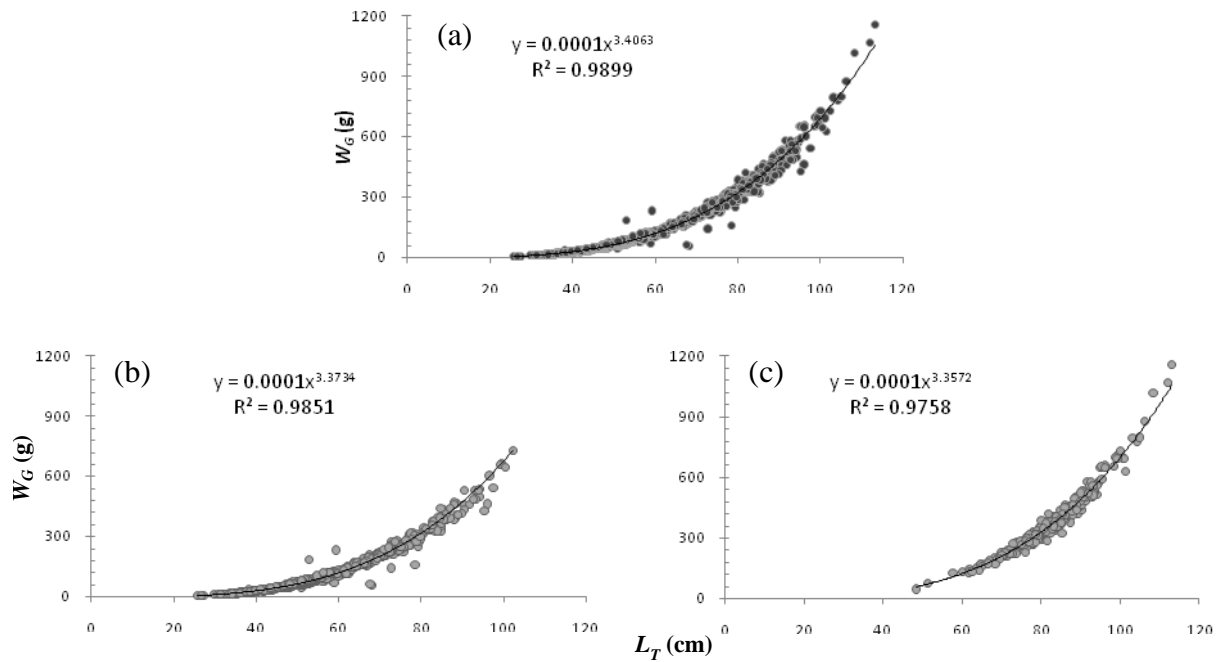 (a)
y = 0.0001x^3.4063
R² = 0.9899
W_G (g)
1200
900
600
300
0
0 20 40 60 80 100 120
(b)
y = 0.0001x^3.3734
R² = 0.9851
W_G (g)
1200
900
600
300
0
0 20 40 60 80 100 120
(c)
y = 0.0001x^3.3572
R² = 0.9758
1200
900
600
300
0
0 20 40 60 80 100 120
L_T (cm)